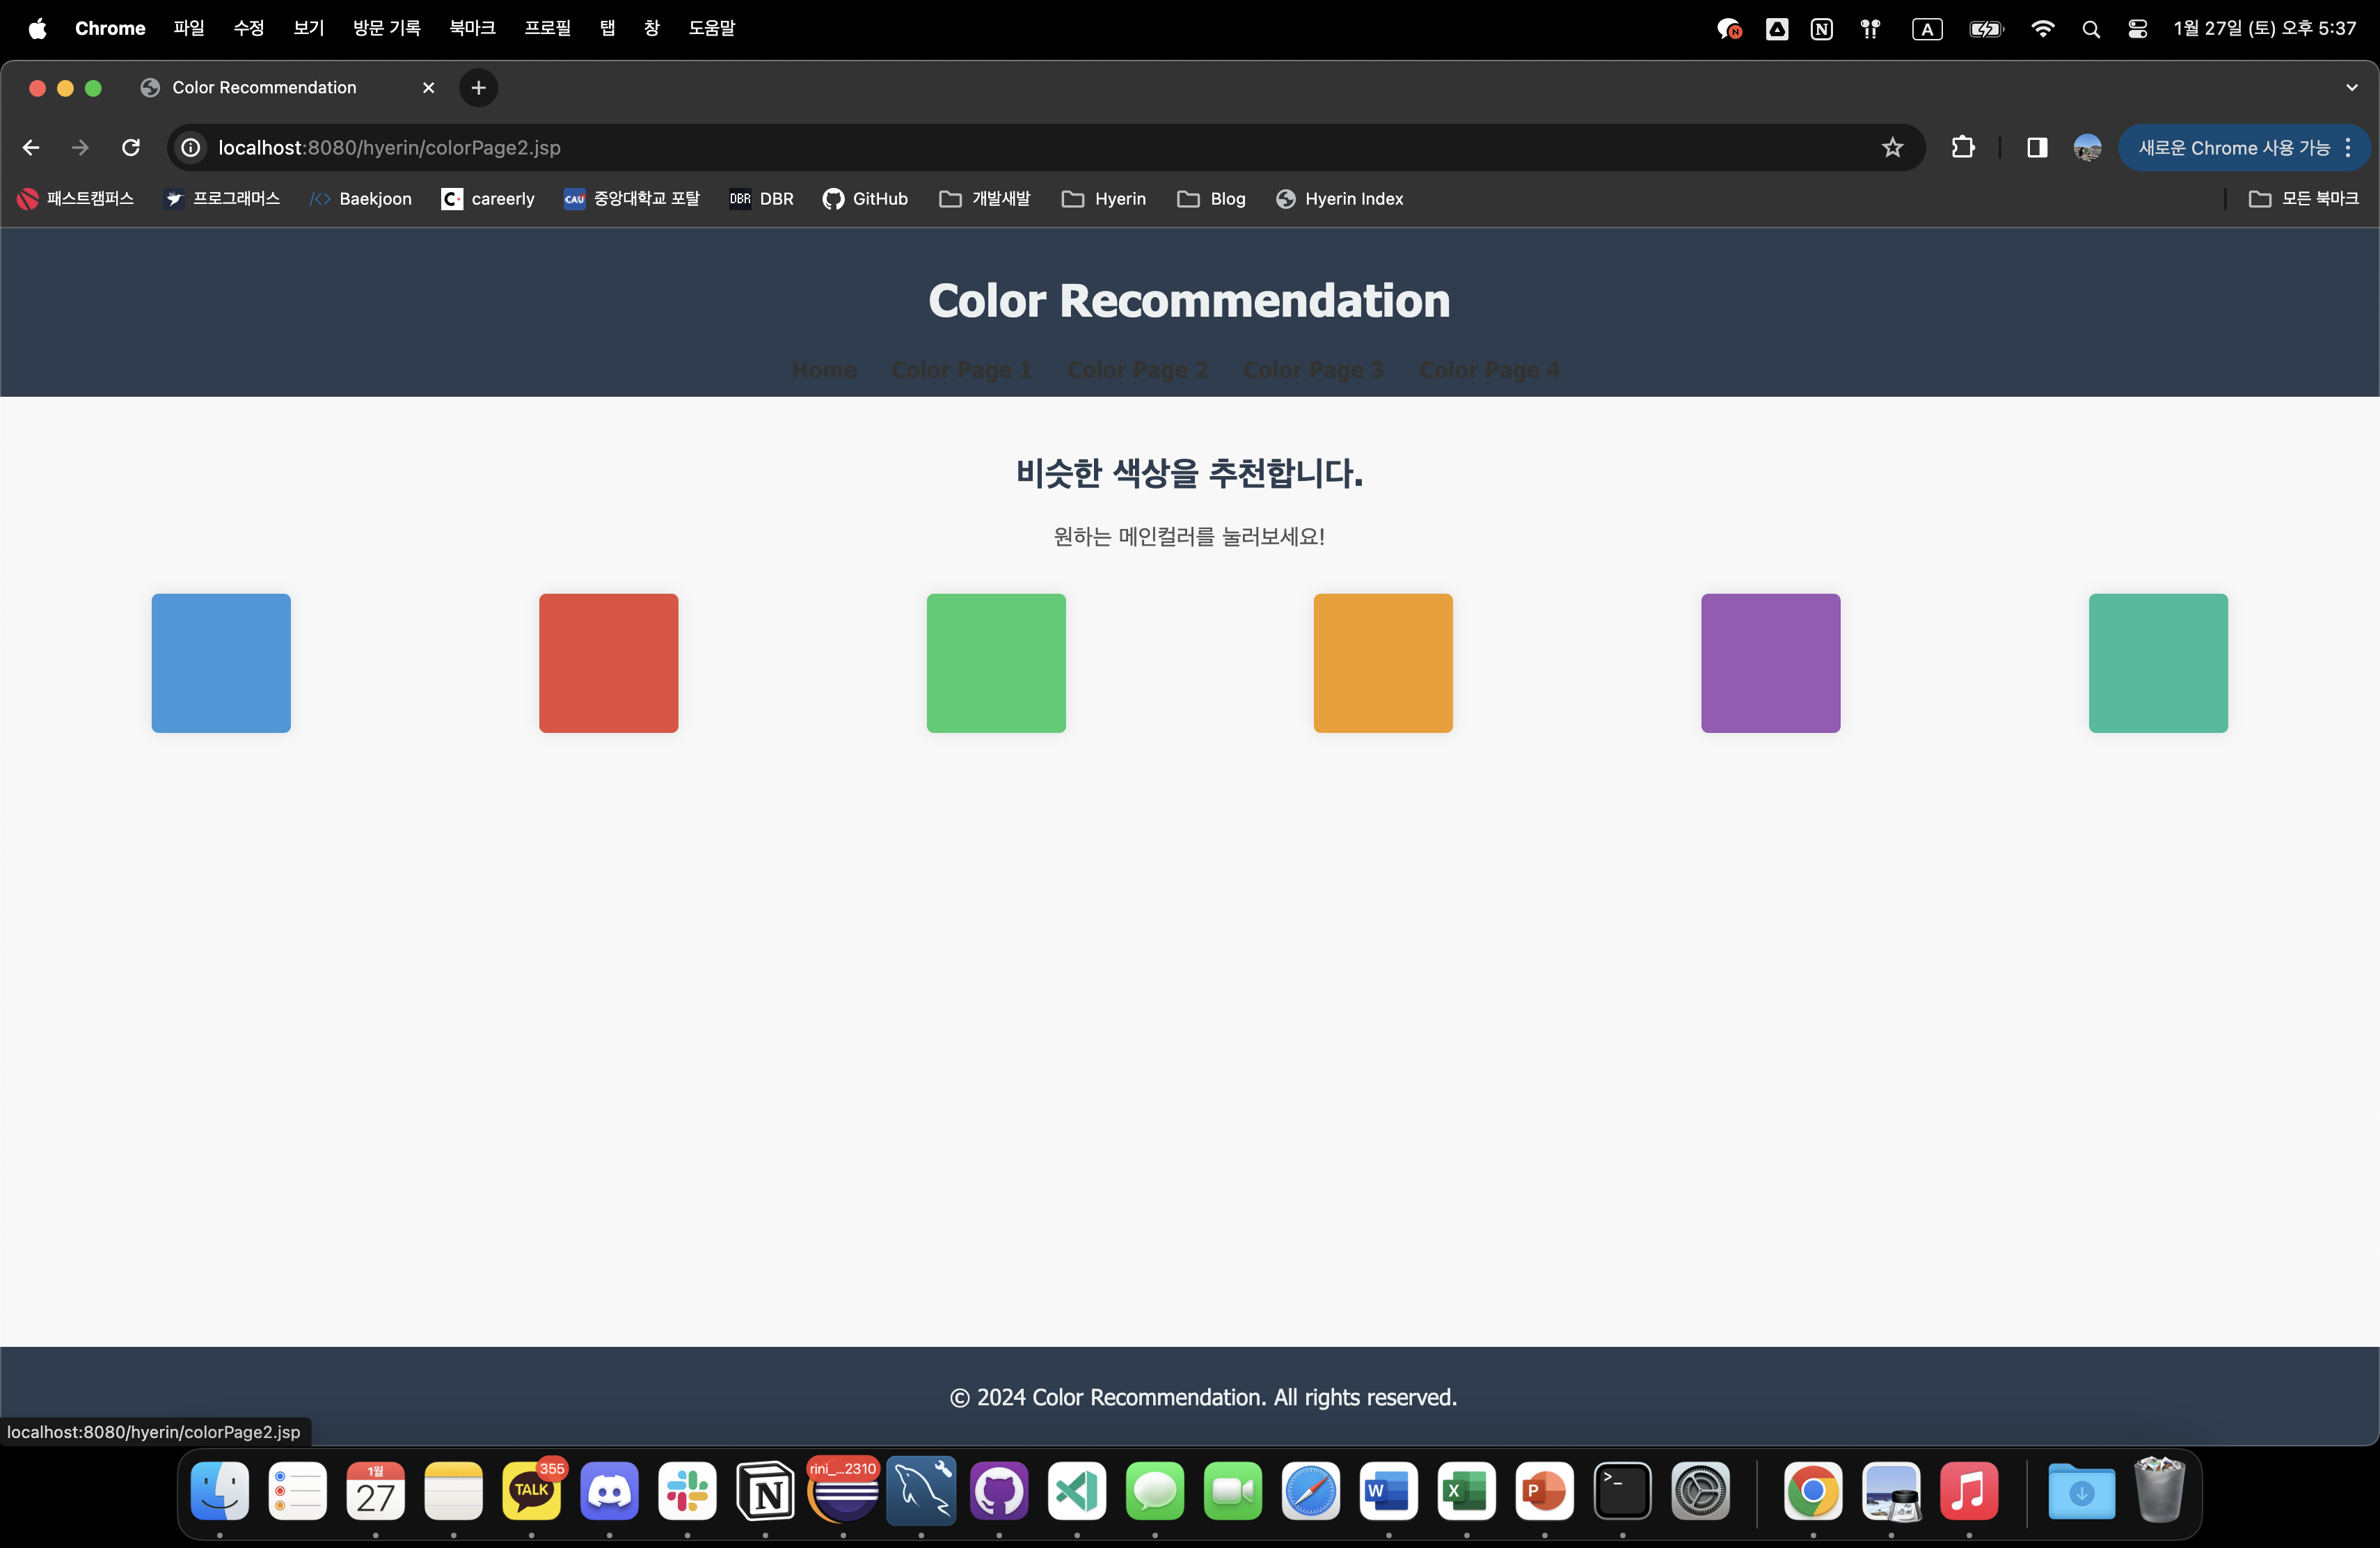 Chrome 파일 수정 보기 방문 기록 북마크 프로필 탭 창 도움말 N N A 1월 27일 (토) 오후 5:37
Color Recommendation
localhost:8080/hyerin/colorPage2.jsp 새로운 Chrome 사용 가능
패스트캠퍼스 프로그래머스 </> Baekjoon C careerly CAU 중앙대학교 포탈 DBR DBR GitHub 개발새발 Hyerin Blog Hyerin Index 모든 북마크
Color Recommendation
Home Color Page 1 Color Page 2 Color Page 3 Color Page 4
비슷한 색상을 추천합니다.
원하는 메인컬러를 눌러보세요!
© 2024 Color Recommendation. All rights reserved.
localhost:8080/hyerin/colorPage2.jsp
1월 355 rini_...2310
27 TALK N W X P >_